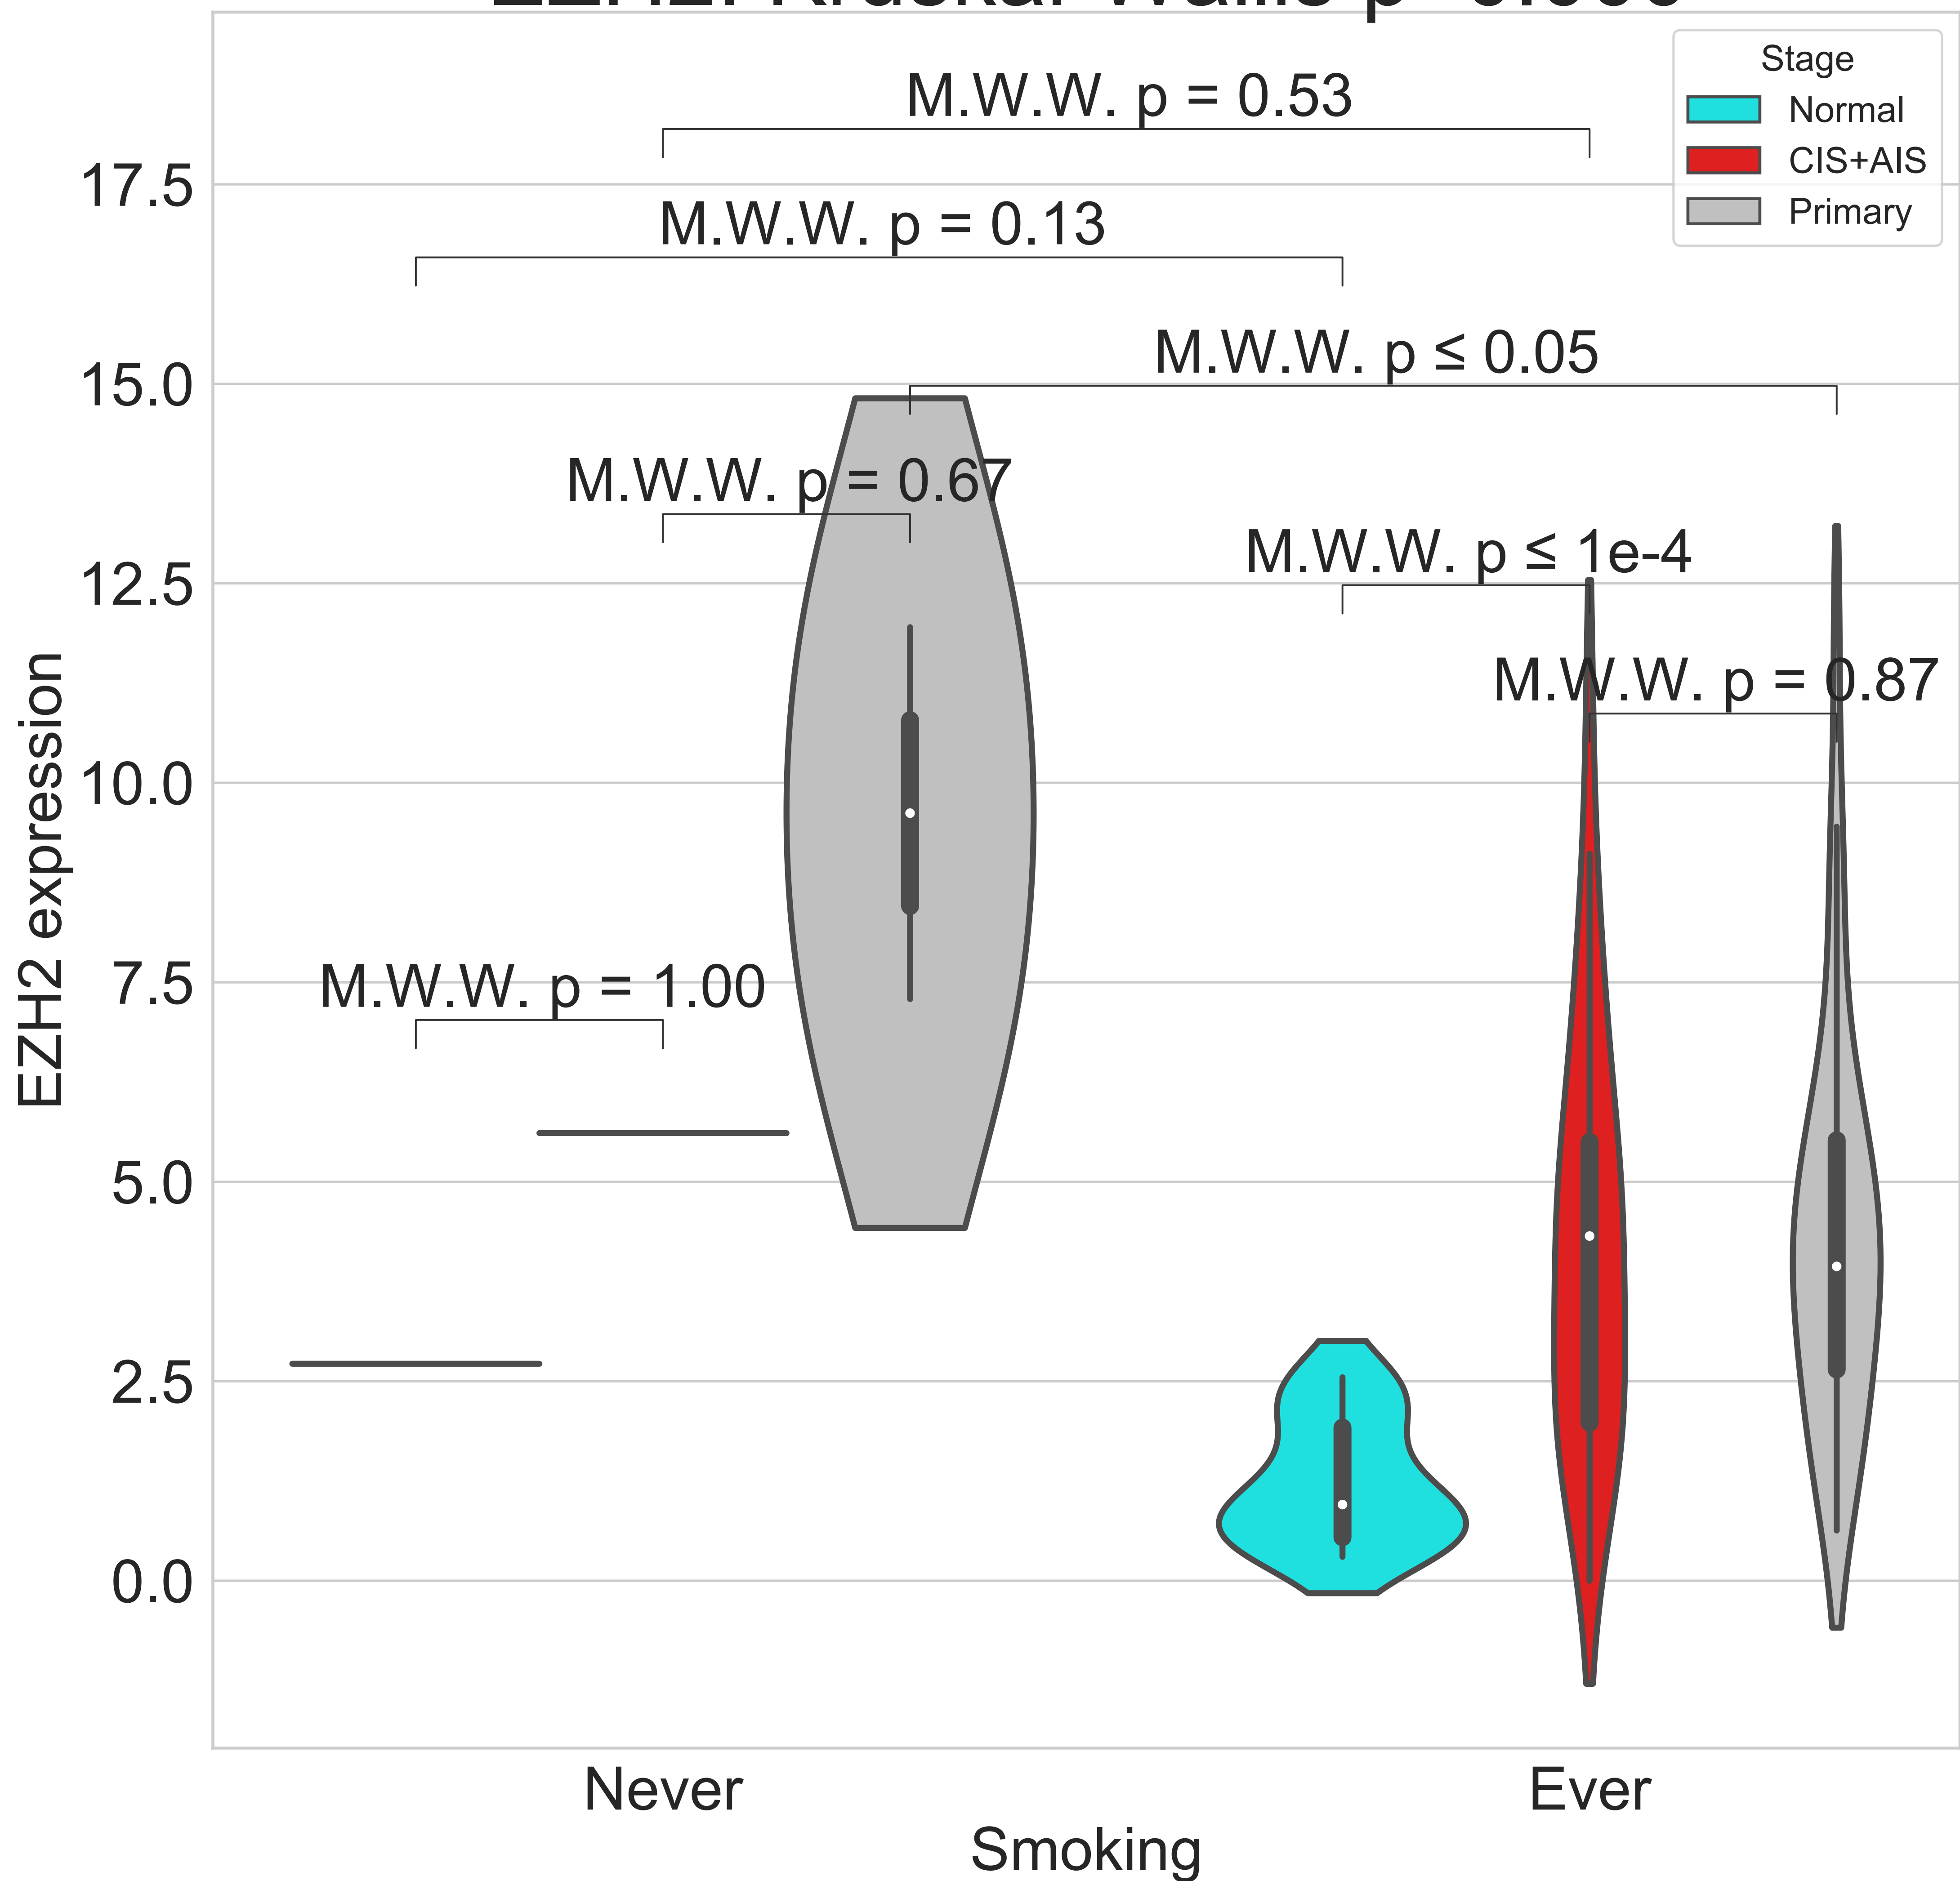 Stage
Normal
CIS+AIS
Primary
M.W.W. p = 0.53
M.W.W. p = 0.13
M.W.W. p ≤ 0.05
M.W.W. p = 0.67
M.W.W. p ≤ 1e-4
M.W.W. p = 0.87
M.W.W. p = 1.00
17.5
15.0
12.5
10.0
7.5
5.0
2.5
0.0
EZH2 expression
Never
Ever
Smoking